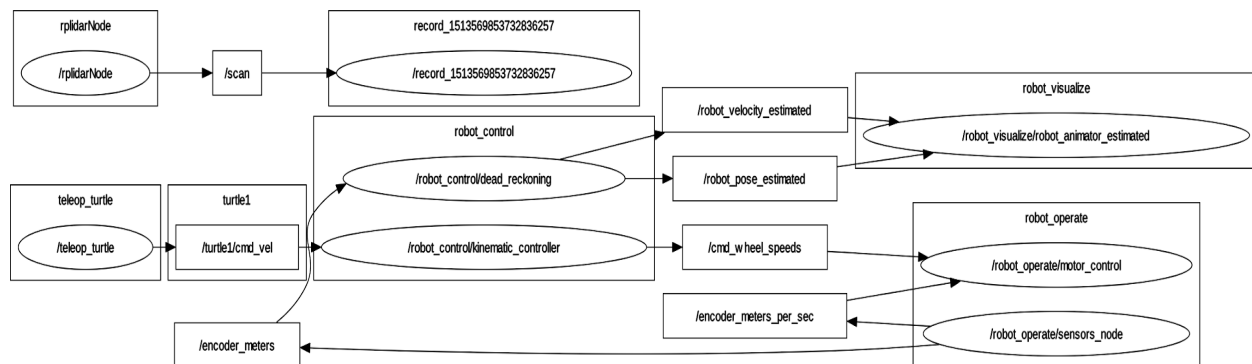 rplidarNode
/rplidarNode
/scan
record_1513569853732836257
/record_1513569853732836257
robot_control
/robot_control/dead_reckoning
/robot_control/kinematic_controller
/robot_velocity_estimated
/robot_pose_estimated
robot_visualize
/robot_visualize/robot_animator_estimated
teleop_turtle
/teleop_turtle
turtle1
/turtle1/cmd_vel
/cmd_wheel_speeds
/encoder_meters_per_sec
robot_operate
/robot_operate/motor_control
/robot_operate/sensors_node
/encoder_meters